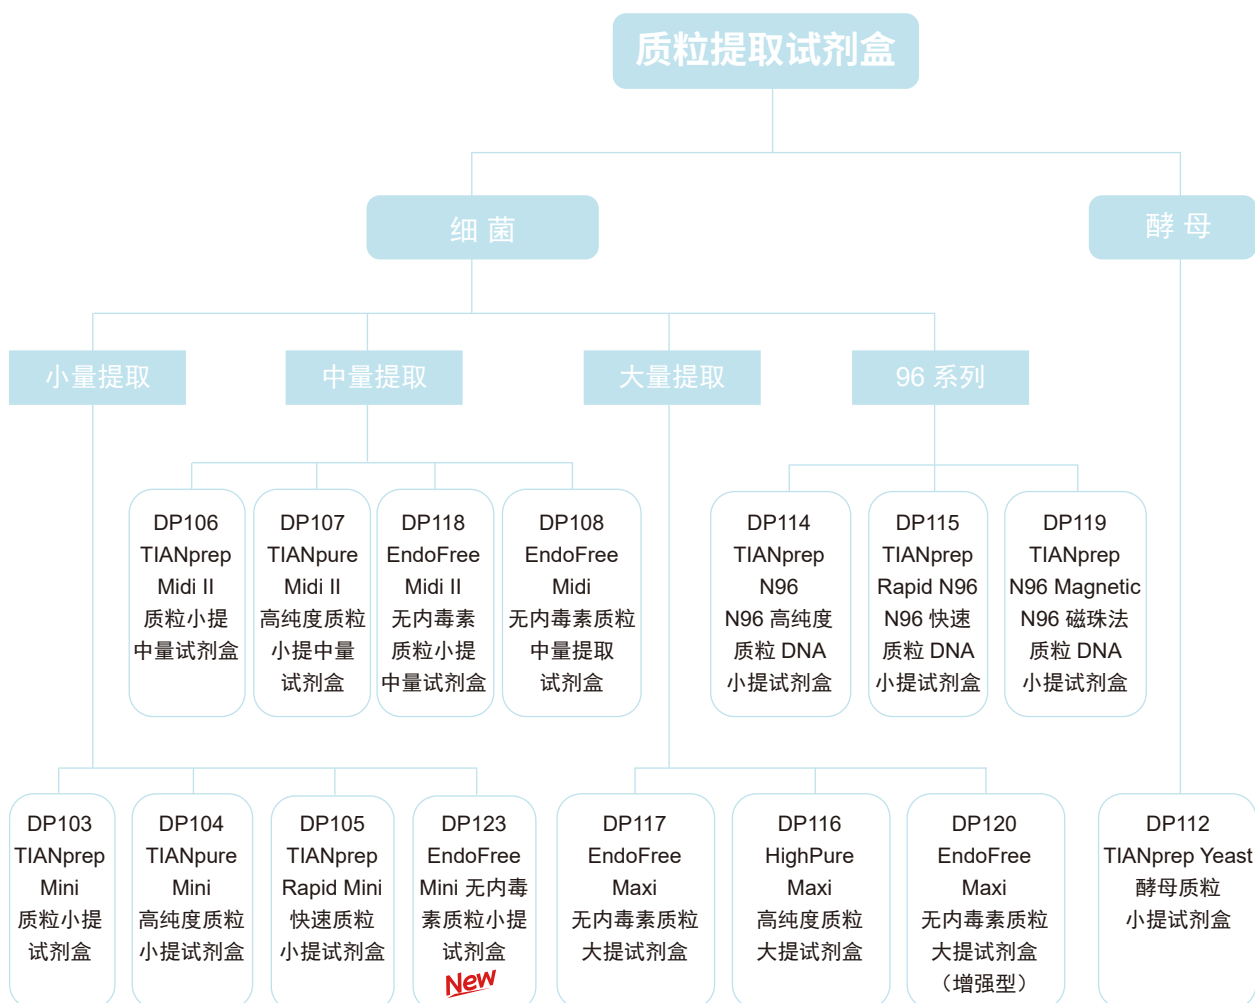 质粒提取试剂盒
细菌
酵母
小量提取
中量提取
大量提取
96 系列
DP106
TIANprep
Midi II
质粒小提
中量试剂盒
DP107
TIANpure
Midi II
高纯度质粒
小提中量
试剂盒
DP118
EndoFree
Midi II
无内毒素
质粒小提
中量试剂盒
DP108
EndoFree
Midi
无内毒素质粒
中量提取
试剂盒
DP114
TIANprep
N96
N96 高纯度
质粒 DNA
小提试剂盒
DP115
TIANprep
Rapid N96
N96 快速
质粒 DNA
小提试剂盒
DP119
TIANprep
N96 Magnetic
N96 磁珠法
质粒 DNA
小提试剂盒
DP103
TIANprep
Mini
质粒小提
试剂盒
DP104
TIANpure
Mini
高纯度质粒
小提试剂盒
DP105
TIANprep
Rapid Mini
快速质粒
小提试剂盒
DP123
EndoFree
Mini 无内毒
素质粒小提
试剂盒
New
DP117
EndoFree
Maxi
无内毒素质粒
大提试剂盒
DP116
HighPure
Maxi
高纯度质粒
大提试剂盒
DP120
EndoFree
Maxi
无内毒素质粒
大提试剂盒
（增强型）
DP112
TIANprep Yeast
酵母质粒
小提试剂盒